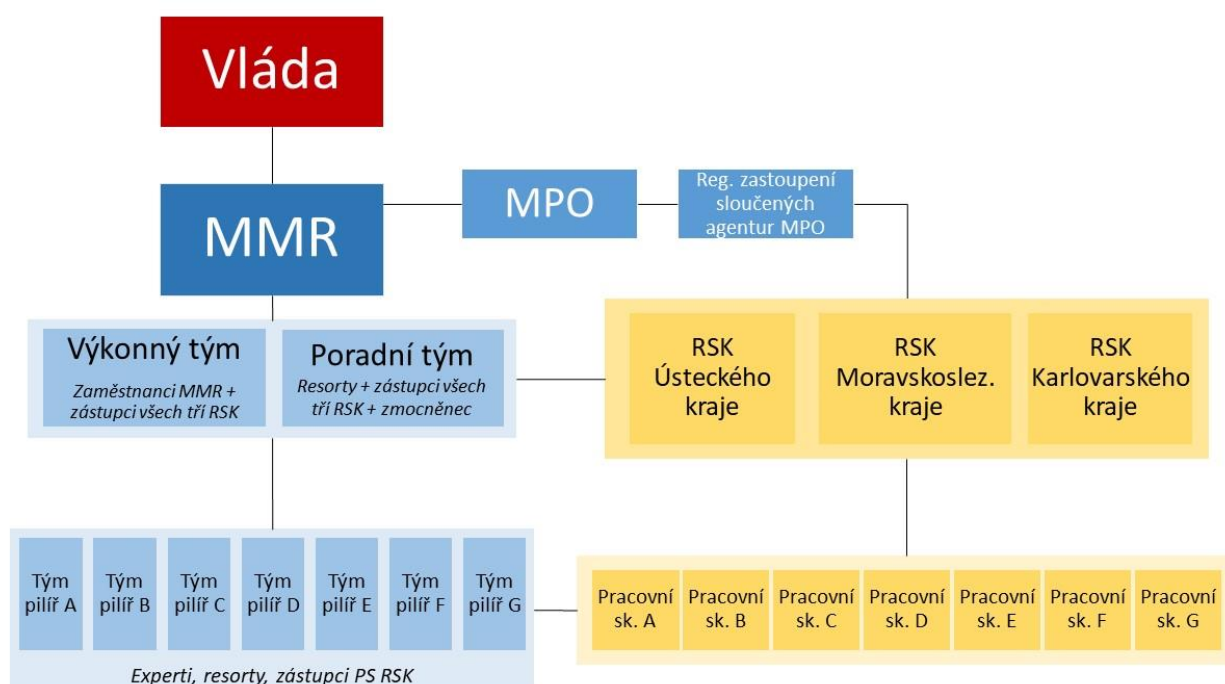 Vláda
MMR
MPO
Reg. zastoupení
sloučených
agentur MPO
Výkonný tým
Zaměstnanci MMR +
zástupci všech tří RSK
Poradní tým
Resorty + zástupci všech
tří RSK + zmocněnec
RSK
Ústeckého
kraje
RSK
Moravskoslez.
kraje
RSK
Karlovarského
kraje
Tým
pilíř A
Tým
pilíř B
Tým
pilíř C
Tým
pilíř D
Tým
pilíř E
Tým
pilíř F
Tým
pilíř G
Experti, resorty, zástupci PS RSK
Pracovní
sk. A
Pracovní
sk. B
Pracovní
sk. C
Pracovní
sk. D
Pracovní
sk. E
Pracovní
sk. F
Pracovní
sk. G